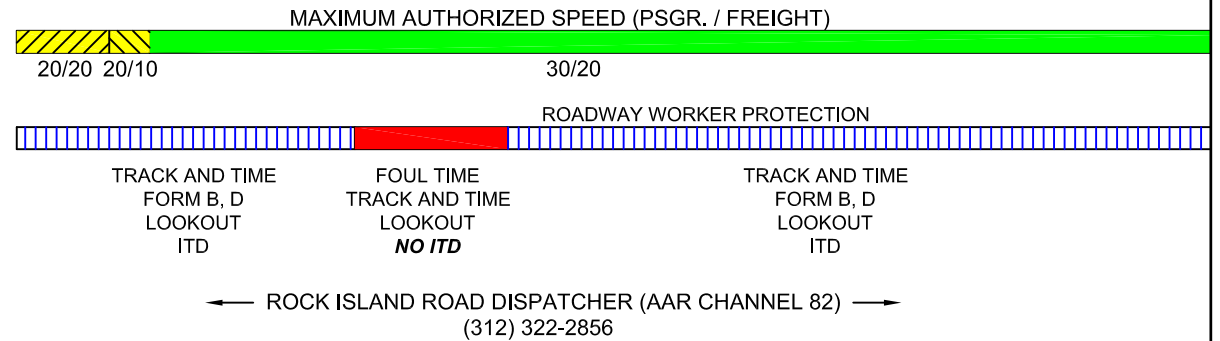 MAXIMUM AUTHORIZED SPEED (PSGR. / FREIGHT)
20/20 20/10 30/20
ROADWAY WORKER PROTECTION
TRACK AND TIME
FORM B, D
LOOKOUT
ITD
FOUL TIME
TRACK AND TIME
LOOKOUT
NO ITD
TRACK AND TIME
FORM B, D
LOOKOUT
ITD
ROCK ISLAND ROAD DISPATCHER (AAR CHANNEL 82)
(312) 322-2856